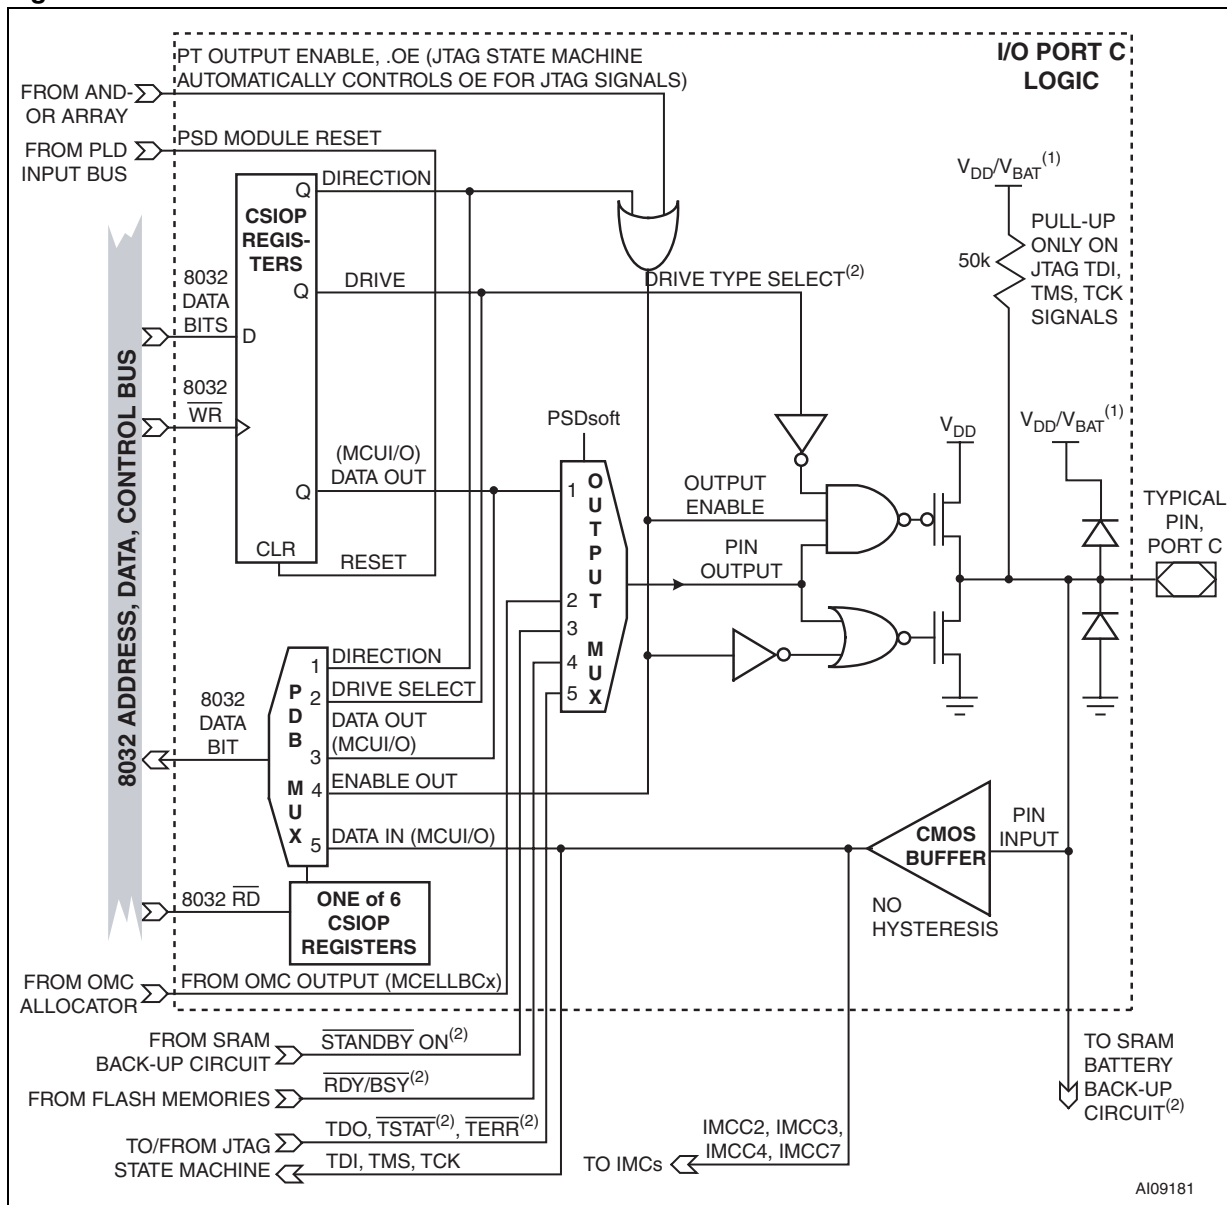 PT OUTPUT ENABLE, .OE (JTAG STATE MACHINE
AUTOMATICALLY CONTROLS OE FOR JTAG SIGNALS)
I/O PORT C
LOGIC
FROM AND-
OR ARRAY
PSD MODULE RESET
FROM PLD
INPUT BUS
DIRECTION
Q
CSIOP
REGIS-
TERS
VDD/VBAT(1)
PULL-UP
ONLY ON
JTAG TDI,
TMS, TCK
SIGNALS
50k
8032
DATA
BITS
Q
DRIVE
DRIVE TYPE SELECT(2)
D
8032
WR
8032 ADDRESS, DATA, CONTROL BUS
(MCUI/O)
DATA OUT
Q
PSDsoft
VDD
VDD/VBAT(1)
1
OUTPUT MUX
OUTPUT
ENABLE
TYPICAL
PIN,
PORT C
CLR
RESET
PIN
OUTPUT
2
3
4
5
1
DIRECTION
PDB MUX
2
DRIVE SELECT
8032
DATA
BIT
DATA OUT
3
(MCUI/O)
4
ENABLE OUT
5
DATA IN (MCUI/O)
CMOS
BUFFER
PIN
INPUT
NO
HYSTERESIS
8032 RD
ONE of 6
CSIOP
REGISTERS
FROM OMC
ALLOCATOR
FROM OMC OUTPUT (MCELLBCx)
FROM SRAM
BACK-UP CIRCUIT
STANDBY ON(2)
FROM FLASH MEMORIES
RDY/BSY(2)
TO/FROM JTAG
STATE MACHINE
TDO, TSTAT(2), TERR(2)
TDI, TMS, TCK
IMCC2, IMCC3,
IMCC4, IMCC7
TO IMCs
TO SRAM
BATTERY
BACK-UP
CIRCUIT(2)
AI09181